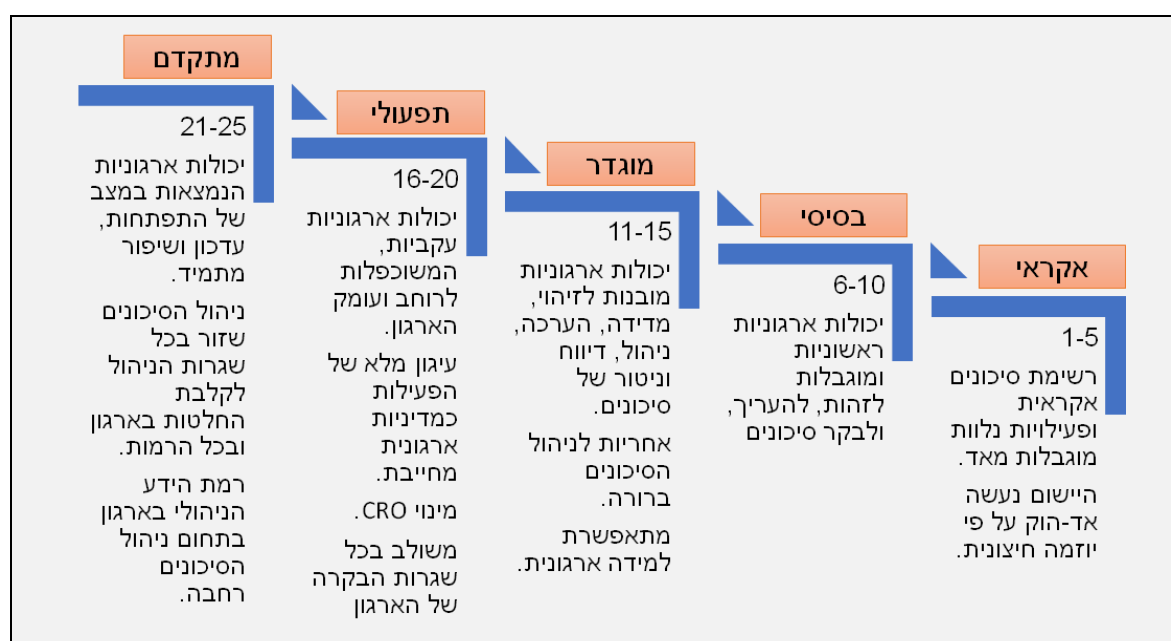 אקראי
1-5
רשימת סיכונים
אקראית
ופעילויות נלוות
מוגבלות מאד.
היישום נעשה
אד-הוק על פי
יוזמה חיצונית.
בסיסי
6-10
יכולות ארגוניות
ראשוניות
ומוגבלות
לזהות, להעריך,
ולבקר סיכונים
מוגדר
11-15
יכולות ארגוניות
מובנות לזיהוי,
מדידה, הערכה,
ניהול, דיווח
וניטור של
סיכונים.
אחריות לניהול
הסיכונים
ברורה.
מתאפשרת
למידה ארגונית.
תפעולי
16-20
יכולות ארגוניות
עקביות,
המשוכפלות
לרוחב ועומק
הארגון.
עיגון מלא של
הפעילות
כמדיניות
ארגונית
מחייבת.
מינוי CRO.
משולב בכל
שגרות הבקרה
של הארגון
מתקדם
21-25
יכולות ארגוניות
הנמצאות במצב
של התפתחות,
עדכון ושיפור
מתמיד.
ניהול הסיכונים
שזור בכל
שגרות הניהול
לקלבת
החלטות בארגון
ובכל הרמות.
רמת הידע
הניהולי בארגון
בתחום ניהול
הסיכונים
רחבה.